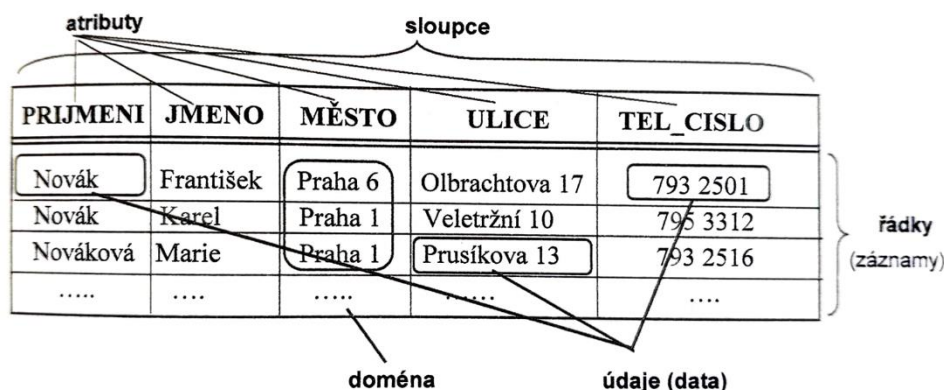 atributy
sloupce
PRIJMENI JMENO MĚSTO ULICE TEL_CISLO
Novák František Praha 6 Olbrachtova 17 793 2501
Novák Karel Praha 1 Veletržní 10 795 3312
Nováková Marie Praha 1 Prusíkova 13 793 2516
..... .... ..... ...... ....
řádky
(záznamy)
doména
údaje (data)